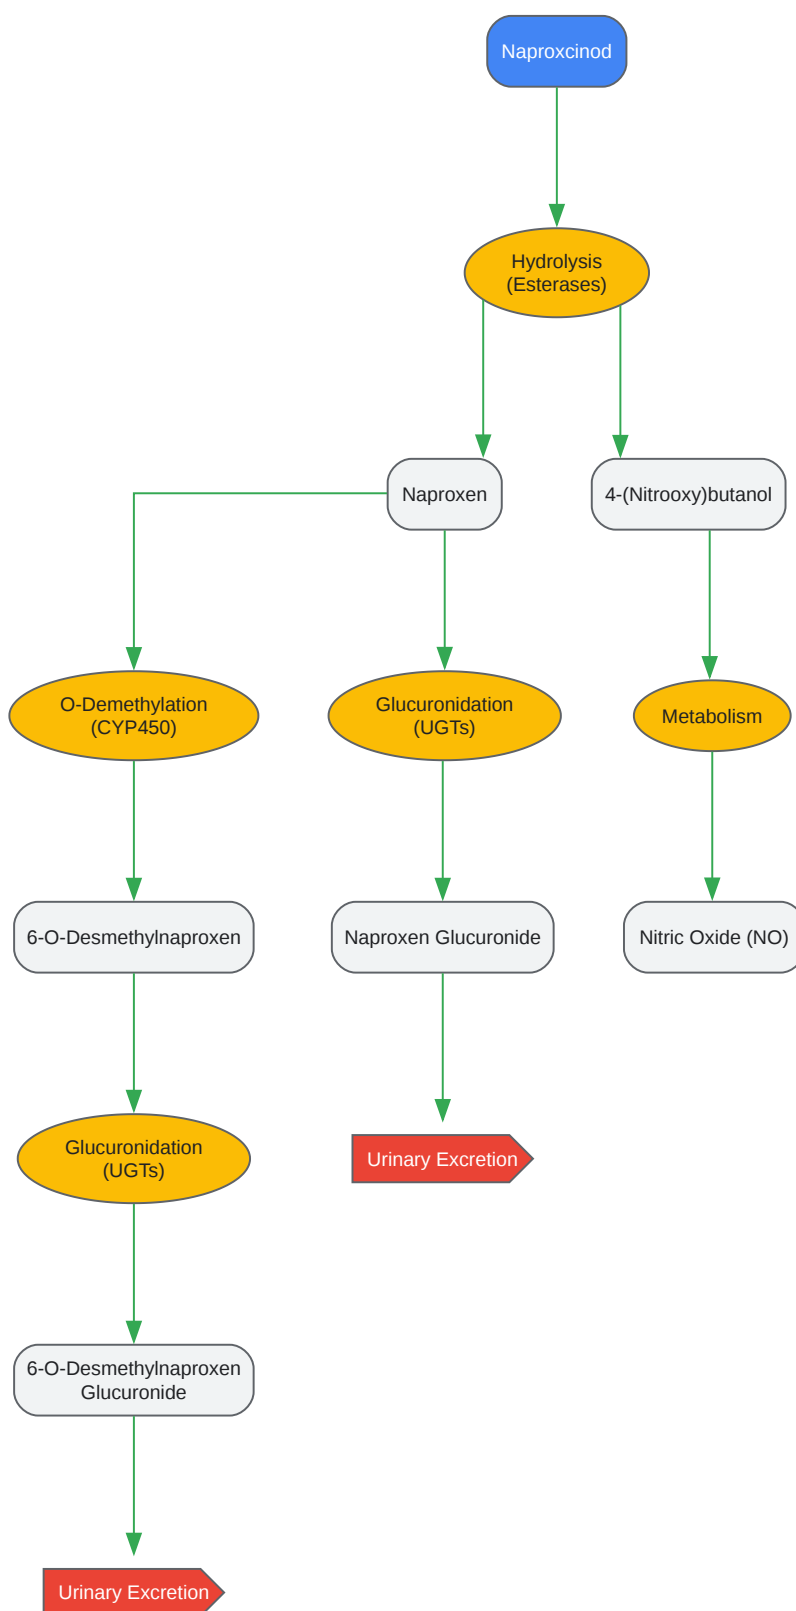 Naproxcinod
Hydrolysis
(Esterases)
Naproxen
4-(Nitrooxy)butanol
O-Demethylation
(CYP450)
Glucuronidation
(UGTs)
Metabolism
6-O-Desmethylnaproxen
Naproxen Glucuronide
Nitric Oxide (NO)
Glucuronidation
(UGTs)
Urinary Excretion
6-O-Desmethylnaproxen
Glucuronide
Urinary Excretion